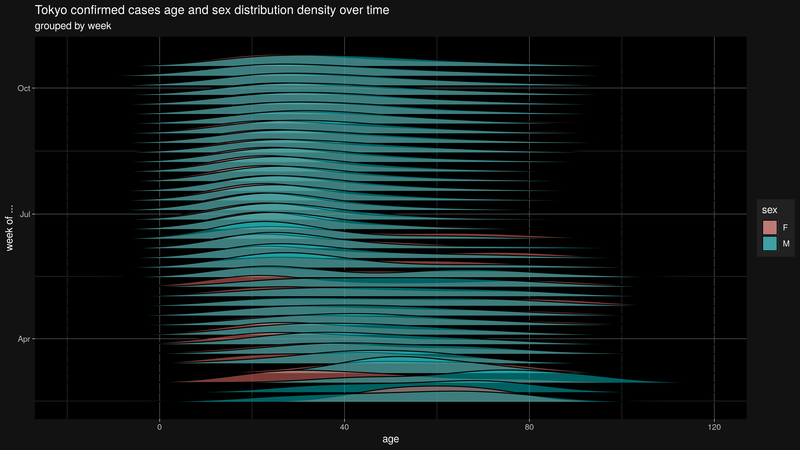 Tokyo confirmed cases age and sex distribution density over time
grouped by week
Oct
Jul
Apr
week of ...
0
40
80
120
age
sex
F
M